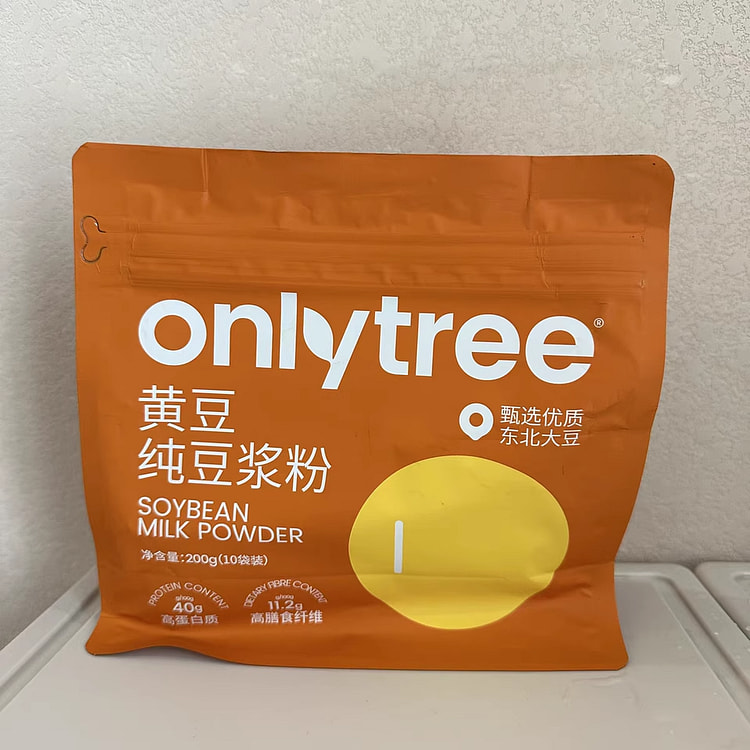 onlytree®
黄豆
纯豆浆粉
甄选优质
东北大豆
SOYBEAN
MILK POWDER
净含量:200g(10袋装)
PROTEIN CONTENT
g/100g
40g
高蛋白质
DIETARY FIBRE CONTENT
g/100g
11.2g
高膳食纤维